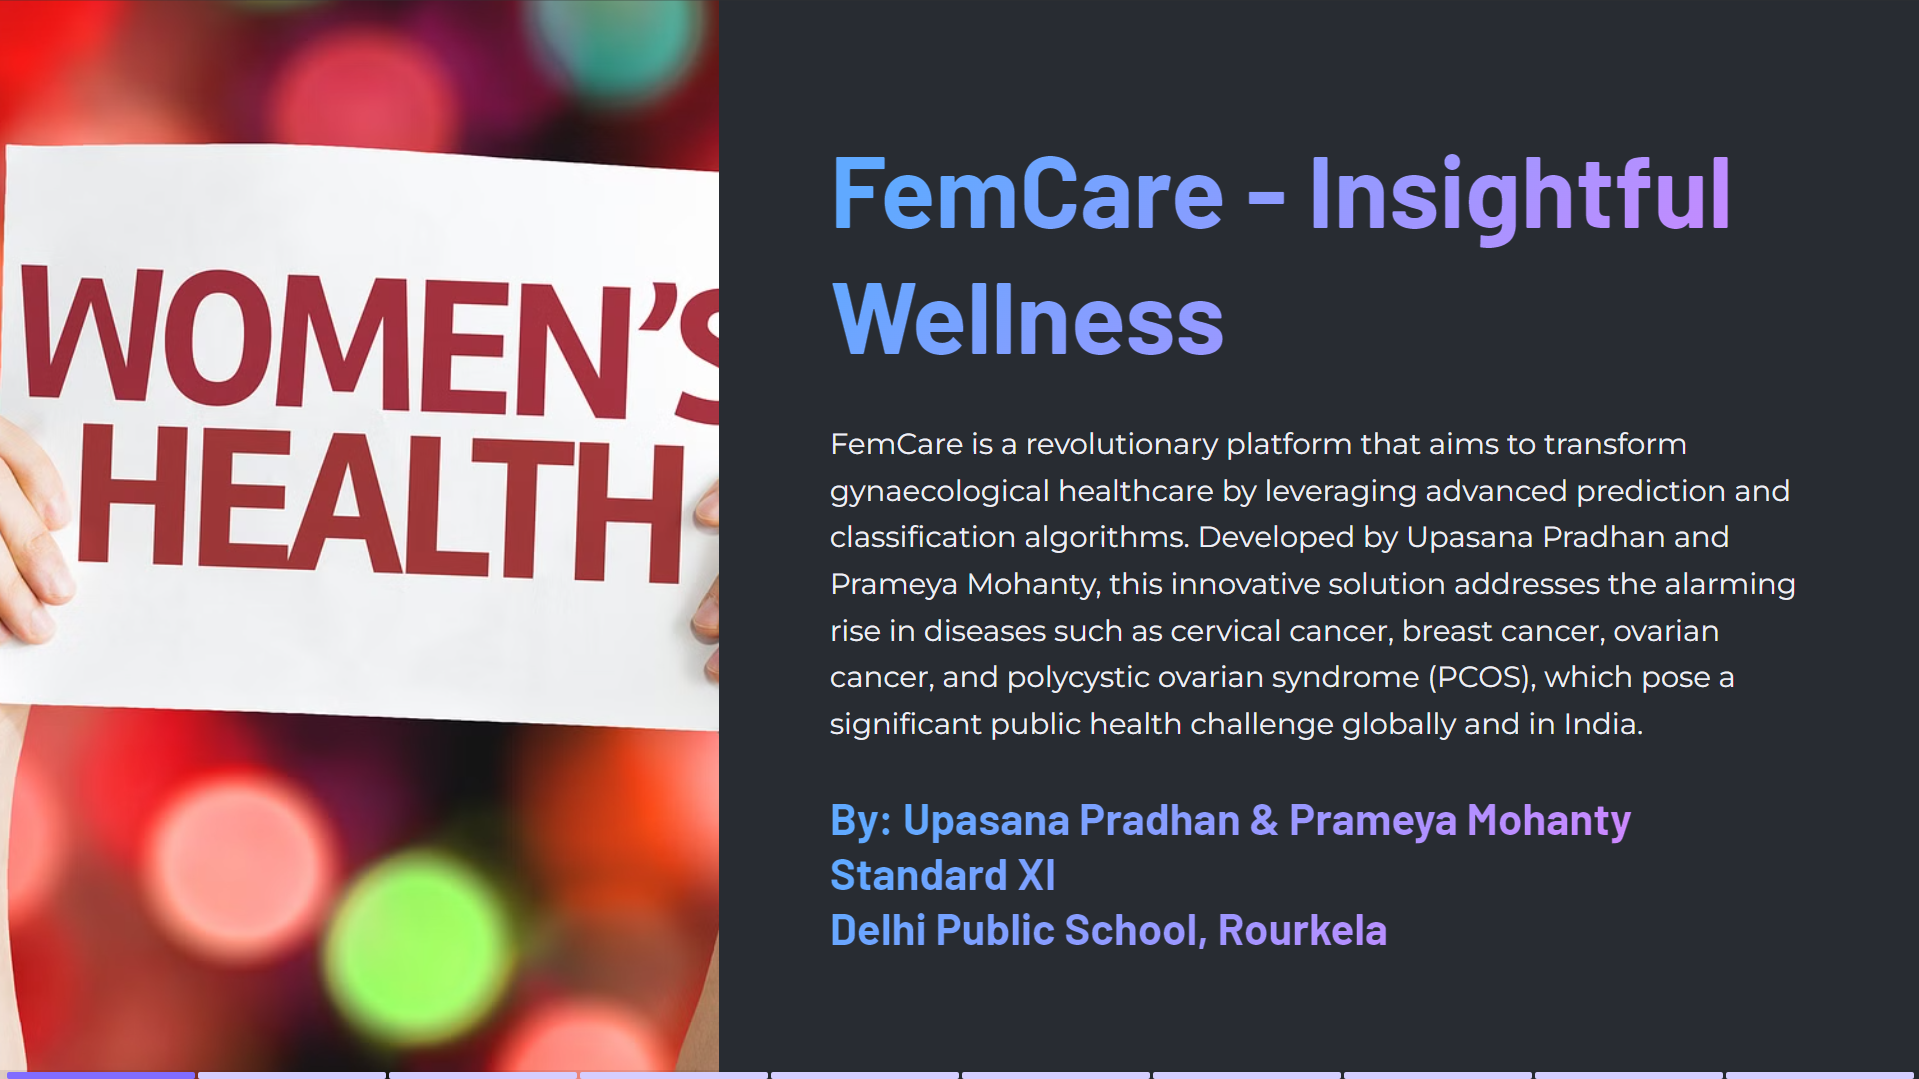 WOMEN'S
HEALTH
FemCare - Insightful
Wellness
FemCare is a revolutionary platform that aims to transform
gynaecological healthcare by leveraging advanced prediction and
classification algorithms. Developed by Upasana Pradhan and
Prameya Mohanty, this innovative solution addresses the alarming
rise in diseases such as cervical cancer, breast cancer, ovarian
cancer, and polycystic ovarian syndrome (PCOS), which pose a
significant public health challenge globally and in India.
By: Upasana Pradhan & Prameya Mohanty
Standard XI
Delhi Public School, Rourkela